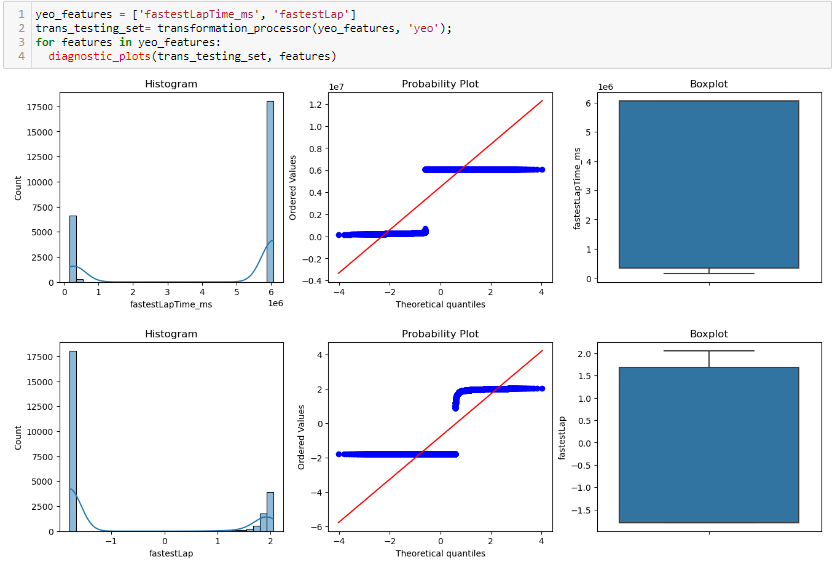 1 yeo_features = ['fastestLapTime_ms', 'fastestLap']
2 trans_testing_set= transformation_processor(yeo_features, 'yeo');
3 for features in yeo_features:
4   diagnostic_plots(trans_testing_set, features)
Histogram
Count
17500
15000
12500
10000
7500
5000
2500
0
0 1 2 3 4 5 6
1e6
fastestLapTime_ms
Probability Plot
1e7
Ordered Values
1.2
1.0
0.8
0.6
0.4
0.2
0.0
−0.2
−0.4
−4 −2 0 2 4
Theoretical quantiles
Boxplot
1e6
fastestLapTime_ms
6
5
4
3
2
1
0
Histogram
Count
17500
15000
12500
10000
7500
5000
2500
0
−1 0 1 2
fastestLap
Probability Plot
Ordered Values
4
2
0
−2
−4
−6
−4 −2 0 2 4
Theoretical quantiles
Boxplot
fastestLap
2.0
1.5
1.0
0.5
0.0
−0.5
−1.0
−1.5